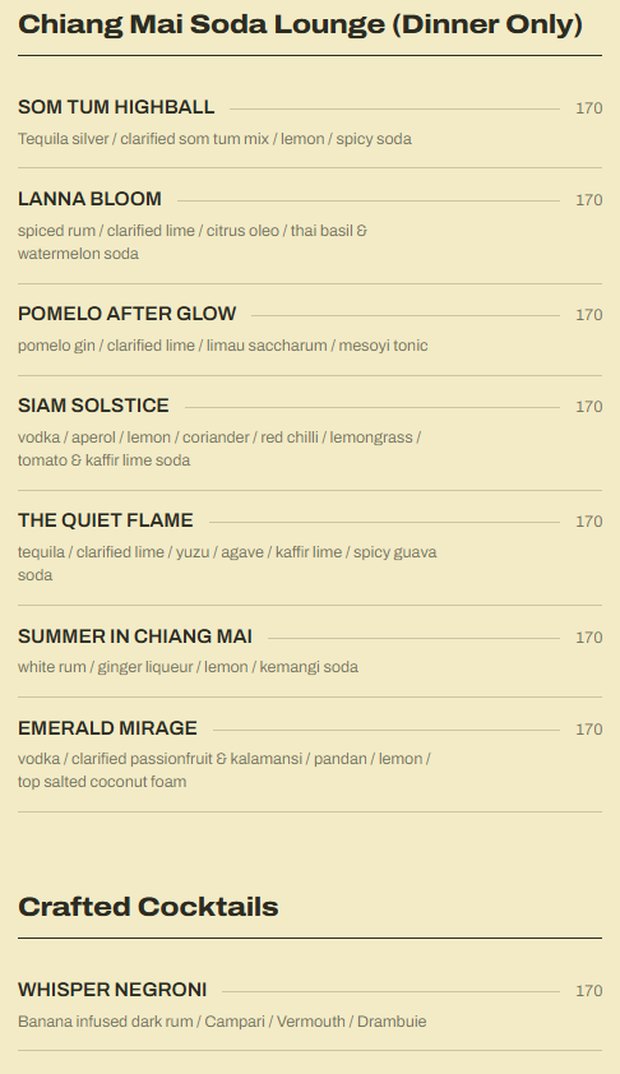 Chiang Mai Soda Lounge (Dinner Only)
SOM TUM HIGHBALL 170
Tequila silver / clarified som tum mix / lemon / spicy soda
LANNA BLOOM 170
spiced rum / clarified lime / citrus oleo / thai basil &
watermelon soda
POMELO AFTER GLOW 170
pomelo gin / clarified lime / limau saccharum / mesoyi tonic
SIAM SOLSTICE 170
vodka / aperol / lemon / coriander / red chilli / lemongrass /
tomato & kaffir lime soda
THE QUIET FLAME 170
tequila / clarified lime / yuzu / agave / kaffir lime / spicy guava
soda
SUMMER IN CHIANG MAI 170
white rum / ginger liqueur / lemon / kemangi soda
EMERALD MIRAGE 170
vodka / clarified passionfruit & kalamansi / pandan / lemon /
top salted coconut foam
Crafted Cocktails
WHISPER NEGRONI 170
Banana infused dark rum / Campari / Vermouth / Drambuie